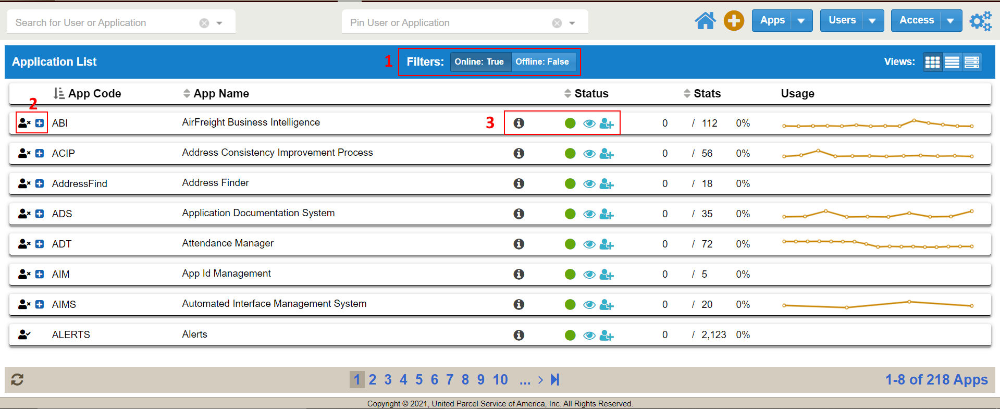 Search for User or Application
Pin User or Application
Apps
Users
Access
Application List
1
Filters:
Online: True
Offline: False
Views:
App Code
App Name
Status
Stats
Usage
2
ABI
AirFreight Business Intelligence
3
0 / 112 0%
ACIP
Address Consistency Improvement Process
0 / 56 0%
AddressFind
Address Finder
0 / 18 0%
ADS
Application Documentation System
0 / 35 0%
ADT
Attendance Manager
0 / 72 0%
AIM
App Id Management
0 / 5 0%
AIMS
Automated Interface Management System
0 / 20 0%
ALERTS
Alerts
0 / 2,123 0%
1 2 3 4 5 6 7 8 9 10 ...
1-8 of 218 Apps
Copyright © 2021, United Parcel Service of America, Inc. All Rights Reserved.